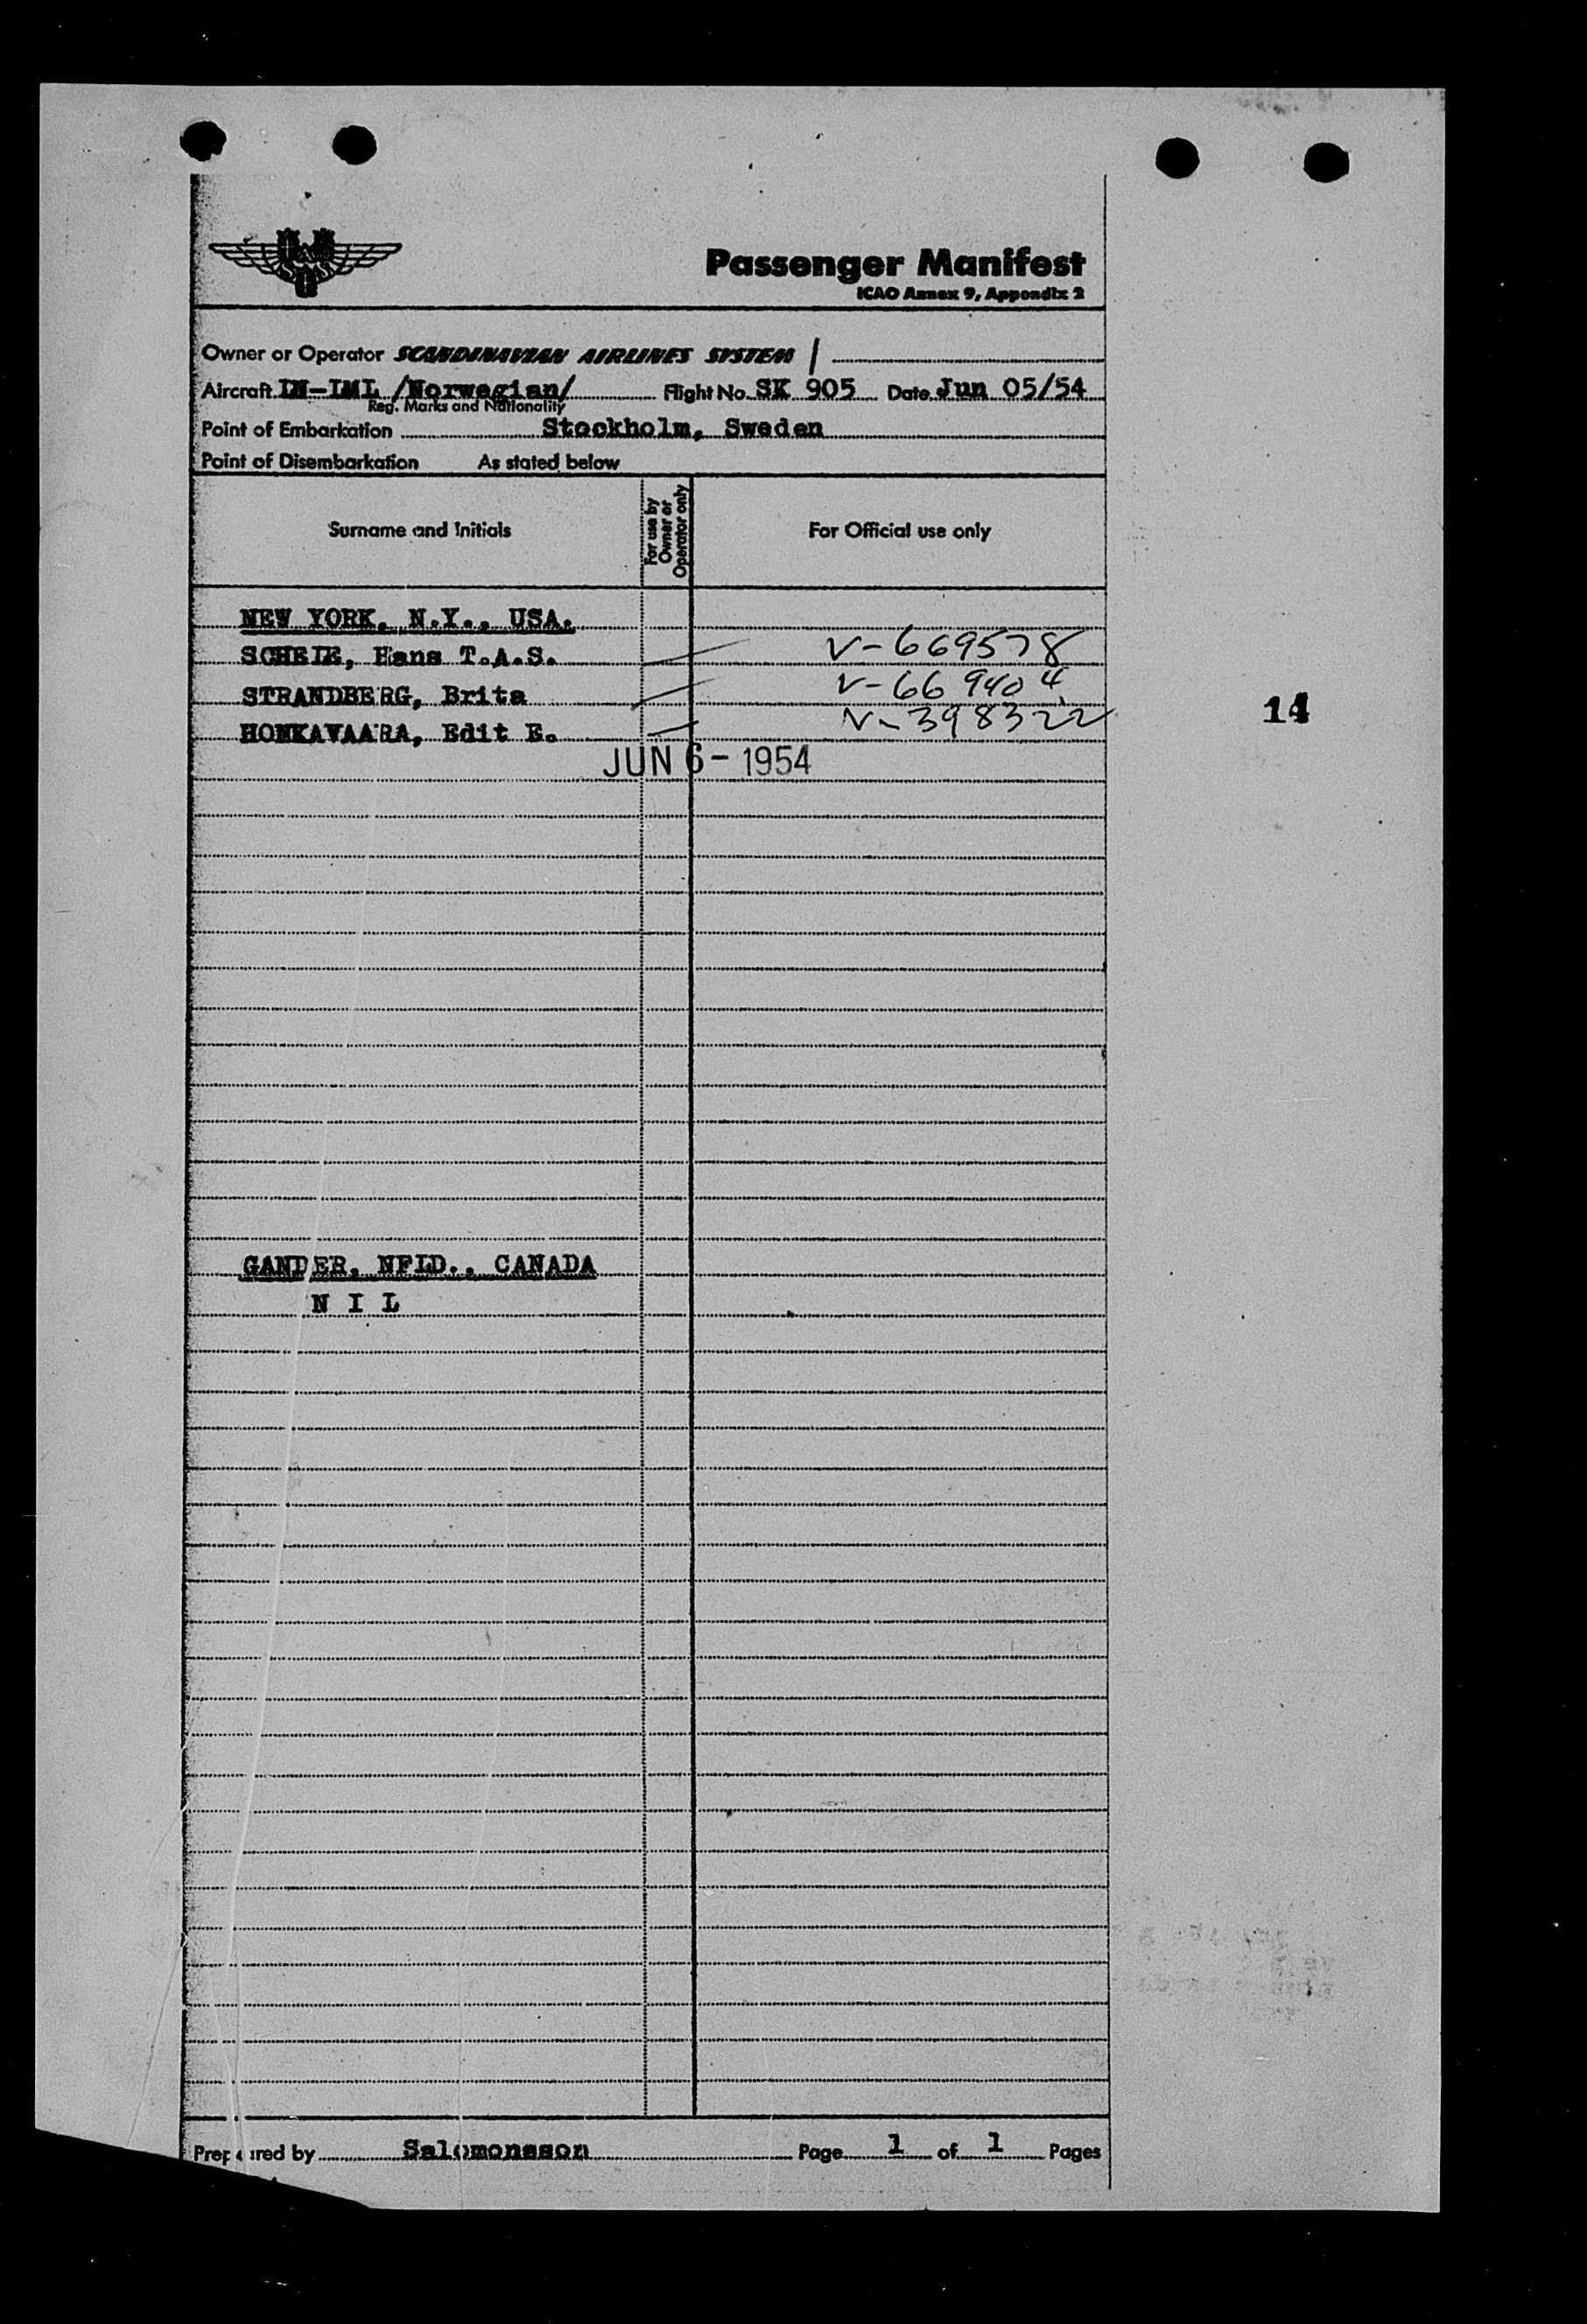 Passenger Manifest
ICAO Annex 9, Appendix 2
Owner or Operator SCANDINAVIAN AIRLINES SYSTEM /
Aircraft LN-LML /Norwegian/ Flight No. SK 905 Date Jun 05/54
Reg. Marks and Nationality
Point of Embarkation Stockholm, Sweden
Point of Disembarkation As stated below
Surname and Initials
For use by
Owner or
Operator only
For Official use only
NEW YORK, N.Y., USA.
SCHEIE, Hans T.A.S. V-669578
STRANDBERG, Brita V-669404
HONKAVAARA, Edit E. V-398322
14
JUN 6 - 1954
GANDER, NFLD., CANADA
N I L
Prepared by Salomonsson Page 1 of 1 Pages